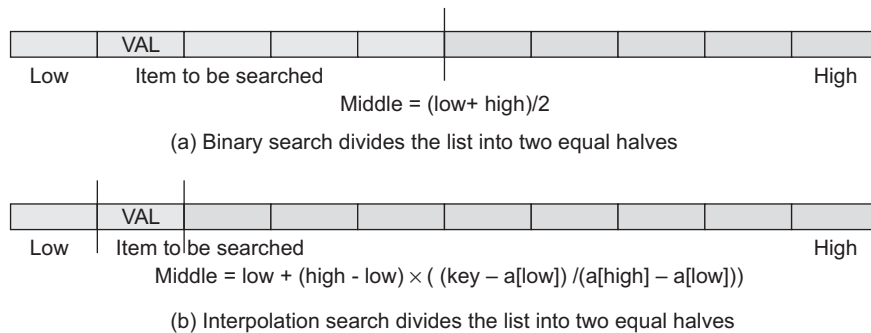 VAL
Low Item to be searched High
Middle = (low+ high)/2
(a) Binary search divides the list into two equal halves
VAL
Low Item to be searched High
Middle = low + (high - low) × ( (key – a[low]) /(a[high] – a[low]))
(b) Interpolation search divides the list into two equal halves